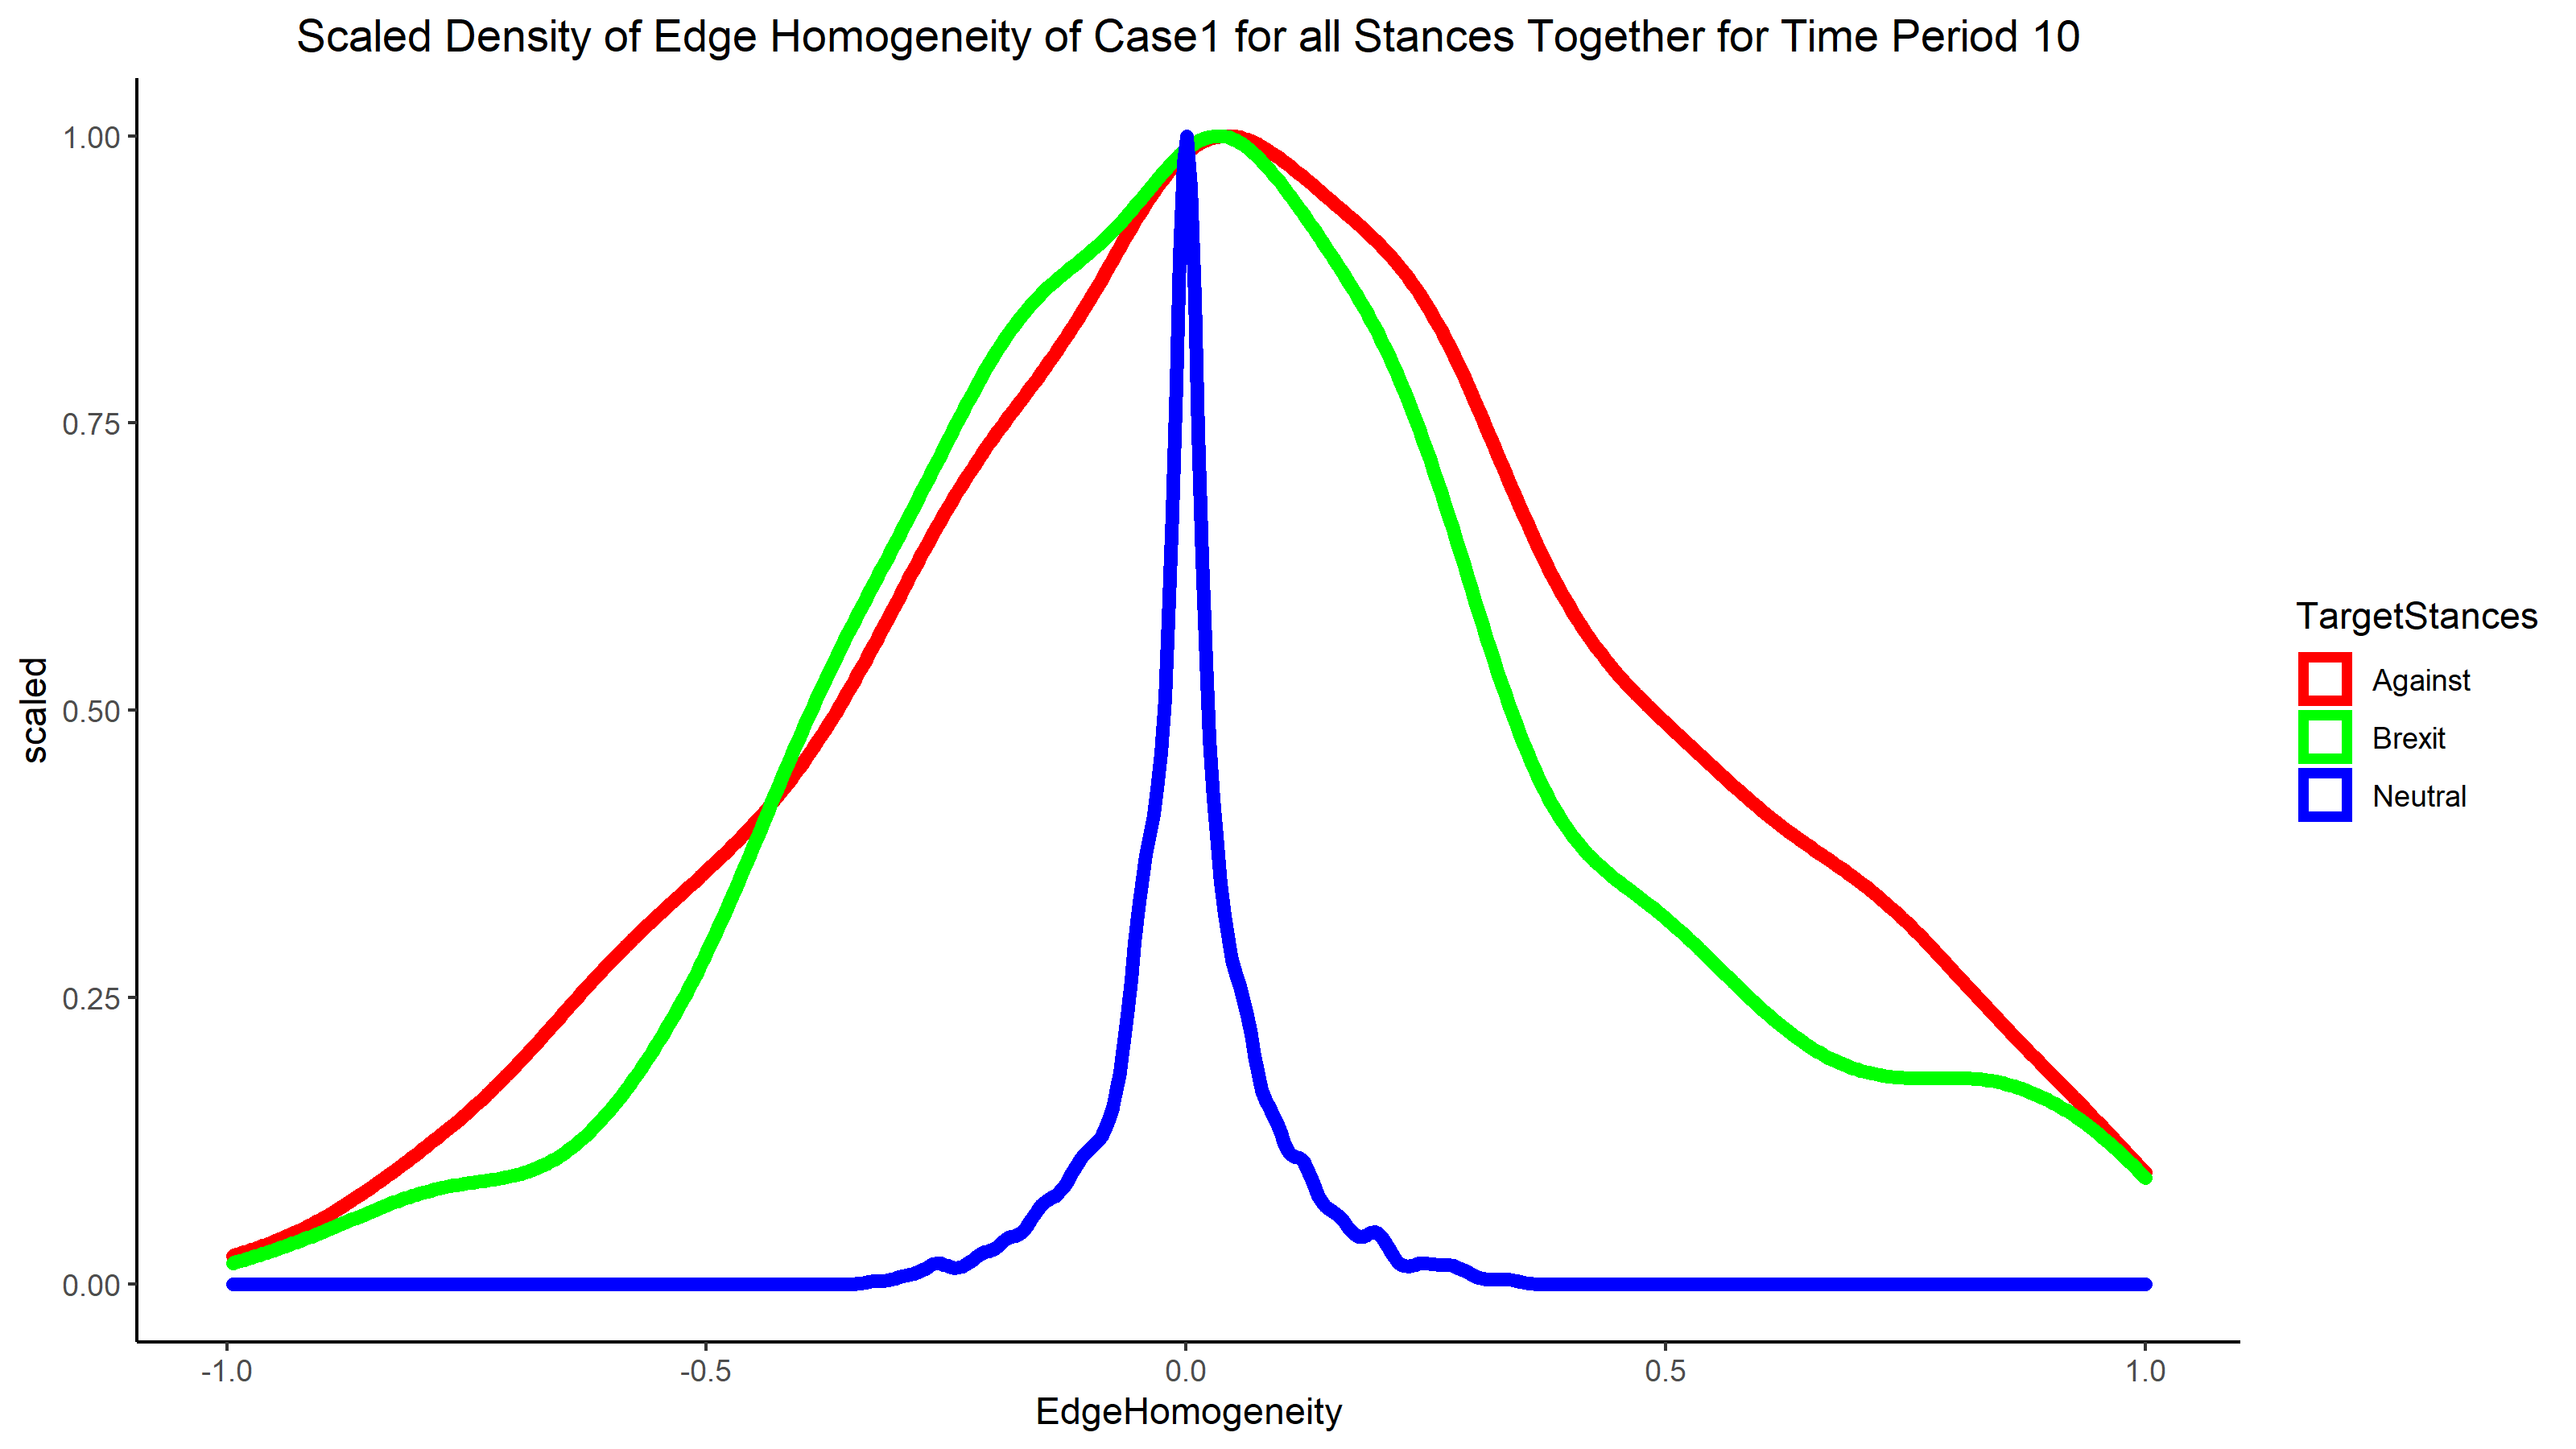 Scaled Density of Edge Homogeneity of Case1 for all Stances Together for Time Period 10
scaled
1.00
0.75
0.50
0.25
0.00
-1.0
-0.5
0.0
0.5
1.0
EdgeHomogeneity
TargetStances
Against
Brexit
Neutral